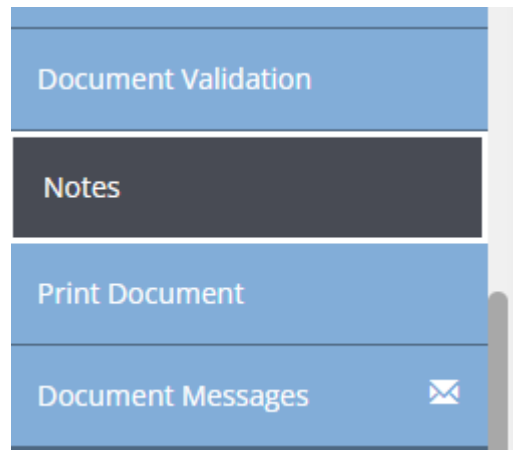 Document Validation
Notes
Print Document
Document Messages